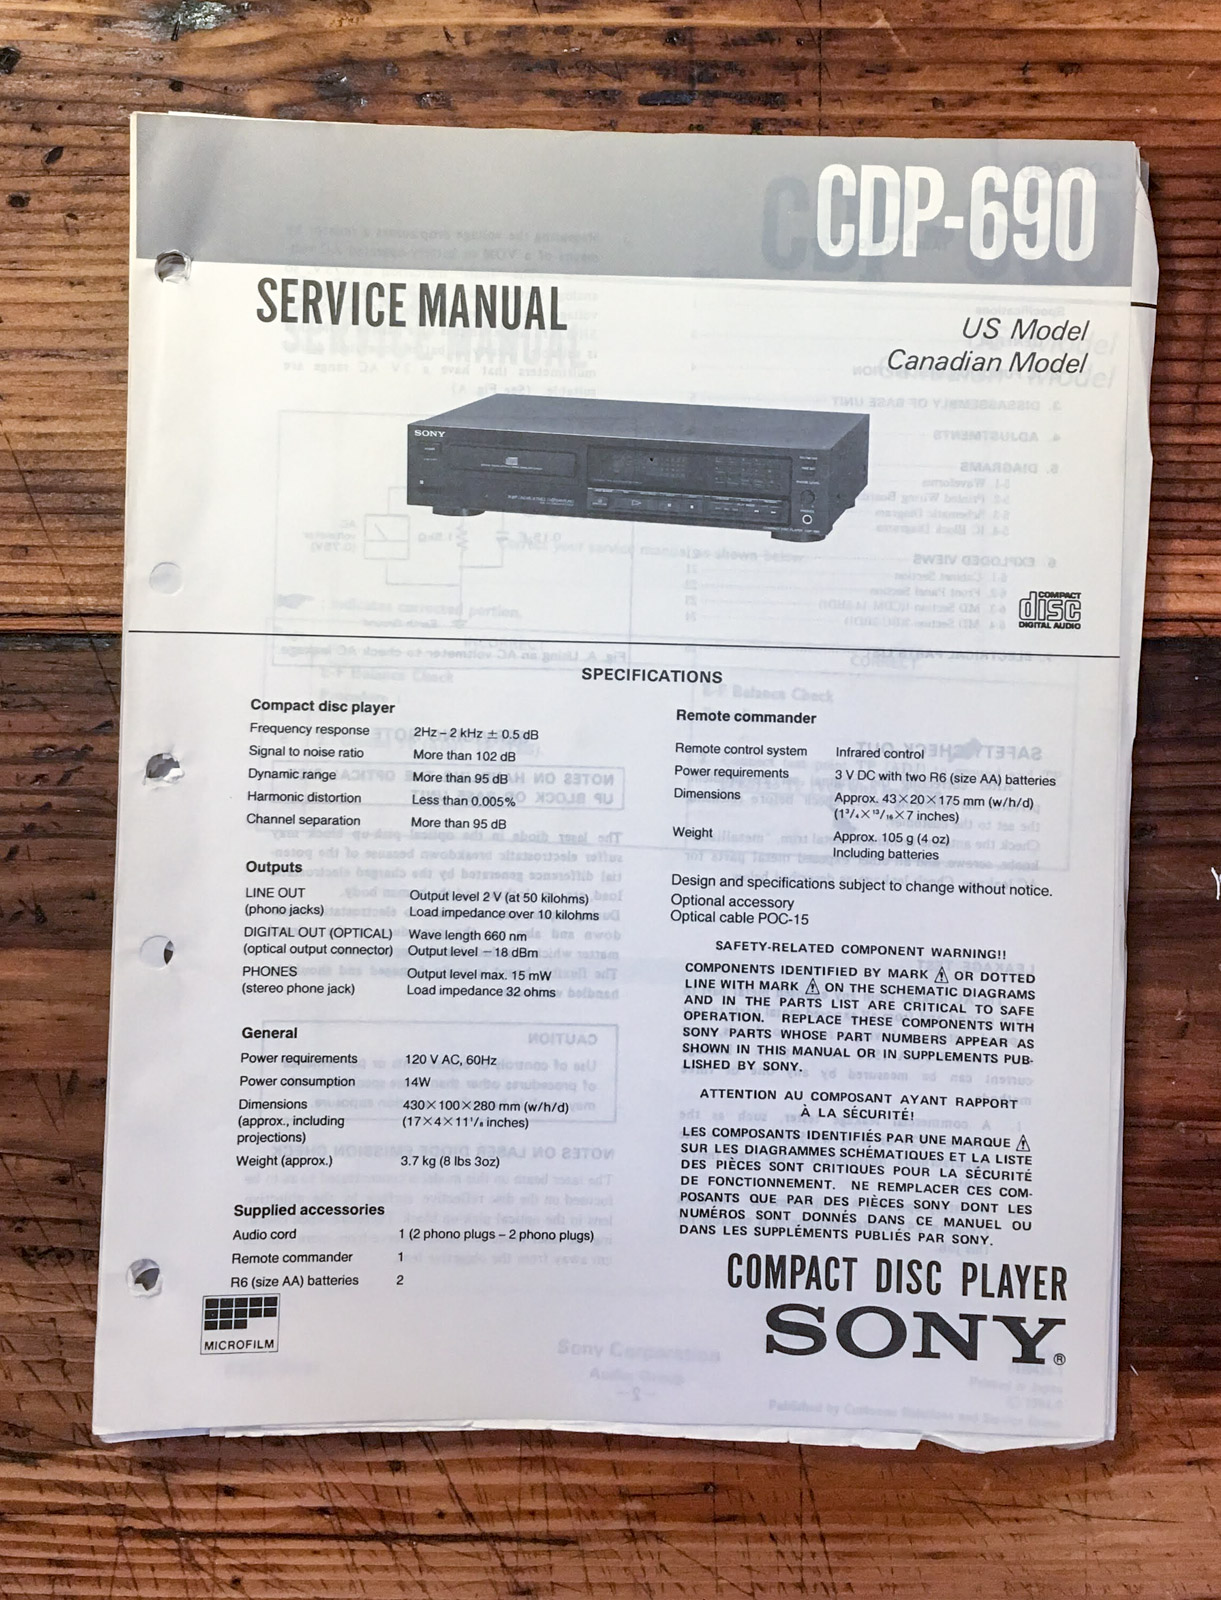 CDP-690
SERVICE MANUAL
US Model
Canadian Model
SONY
COMPACT
disc
DIGITAL AUDIO
SPECIFICATIONS
Compact disc player
Frequency response 2Hz – 2 kHz ± 0.5 dB
Signal to noise ratio More than 102 dB
Dynamic range More than 95 dB
Harmonic distortion Less than 0.005%
Channel separation More than 95 dB
Outputs
LINE OUT Output level 2 V (at 50 kilohms)
(phono jacks) Load impedance over 10 kilohms
DIGITAL OUT (OPTICAL) Wave length 660 nm
(optical output connector) Output level –18 dBm
PHONES Output level max. 15 mW
(stereo phone jack) Load impedance 32 ohms
General
Power requirements 120 V AC, 60Hz
Power consumption 14W
Dimensions 430×100×280 mm (w/h/d)
(approx., including (17×4×11 1/8 inches)
projections)
Weight (approx.) 3.7 kg (8 lbs 3oz)
Supplied accessories
Audio cord 1 (2 phono plugs – 2 phono plugs)
Remote commander 1
R6 (size AA) batteries 2
MICROFILM
Remote commander
Remote control system Infrared control
Power requirements 3 V DC with two R6 (size AA) batteries
Dimensions Approx. 43×20×175 mm (w/h/d)
(1 3/4×13/16×7 inches)
Weight Approx. 105 g (4 oz)
Including batteries
Design and specifications subject to change without notice.
Optional accessory
Optical cable POC-15
SAFETY-RELATED COMPONENT WARNING!!
COMPONENTS IDENTIFIED BY MARK ⚠ OR DOTTED
LINE WITH MARK ⚠ ON THE SCHEMATIC DIAGRAMS
AND IN THE PARTS LIST ARE CRITICAL TO SAFE
OPERATION. REPLACE THESE COMPONENTS WITH
SONY PARTS WHOSE PART NUMBERS APPEAR AS
SHOWN IN THIS MANUAL OR IN SUPPLEMENTS PUB-
LISHED BY SONY.
ATTENTION AU COMPOSANT AYANT RAPPORT
À LA SÉCURITÉ!
LES COMPOSANTS IDENTIFIÉS PAR UNE MARQUE ⚠
SUR LES DIAGRAMMES SCHÉMATIQUES ET LA LISTE
DES PIÈCES SONT CRITIQUES POUR LA SÉCURITÉ
DE FONCTIONNEMENT. NE REMPLACER CES COM-
POSANTS QUE PAR DES PIÈCES SONY DONT LES
NUMÉROS SONT DONNÉS DANS CE MANUEL OU
DANS LES SUPPLÉMENTS PUBLIÉS PAR SONY.
COMPACT DISC PLAYER
SONY®